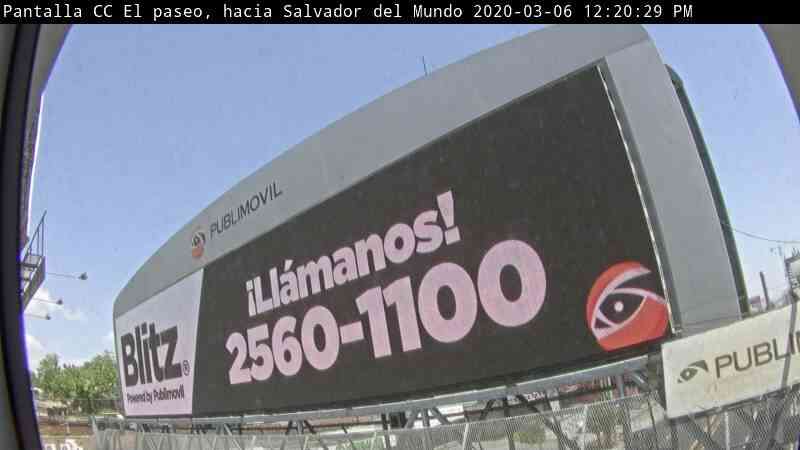 Pantalla CC El paseo, hacia Salvador del Mundo 2020-03-06 12:20:29 PM
PUBLIMOVIL
¡Llámanos!
2560-1100
Blitz®
Powered by Publimovil